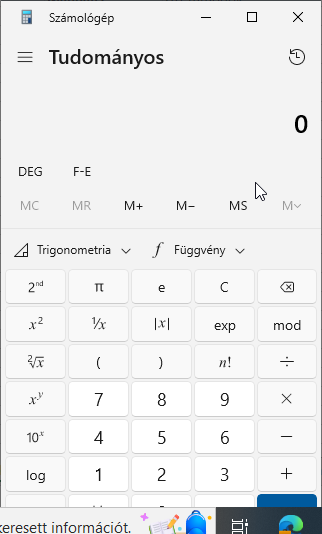 Számológép
Tudományos
0
DEG F-E
MC MR M+ M− MS M
Trigonometria f Függvény
2nd π e C
x² ⅟x |x| exp mod
²√x ( ) n! ÷
xʸ 7 8 9 ×
10ˣ 4 5 6 −
log 1 2 3 +
keresett információt.